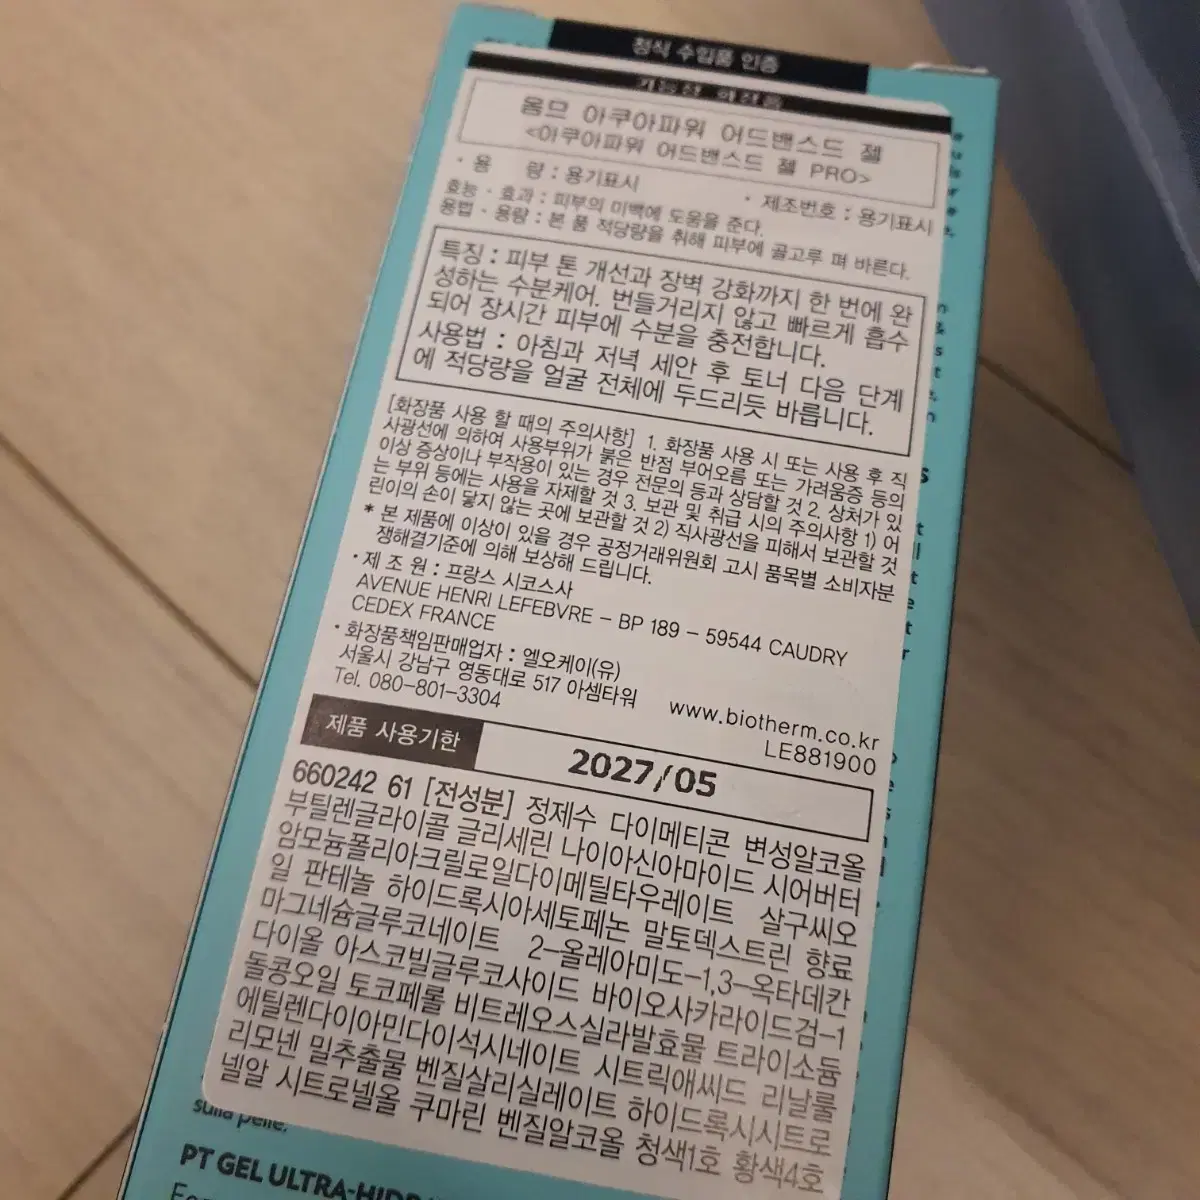 정식 수입품 인증
기능성 화장품
옴므 아쿠아파워 어드밴스드 젤
<아쿠아파워 어드밴스드 젤 PRO>
· 용 량 : 용기표시 · 제조번호 : 용기표시
효능 · 효과 : 피부의 미백에 도움을 준다.
용법 · 용량 : 본 품 적당량을 취해 피부에 골고루 펴 바른다.
특징 : 피부 톤 개선과 장벽 강화까지 한 번에 완
성하는 수분케어. 번들거리지 않고 빠르게 흡수
되어 장시간 피부에 수분을 충전합니다.
사용법 : 아침과 저녁 세안 후 토너 다음 단계
에 적당량을 얼굴 전체에 두드리듯 바릅니다.
[화장품 사용 할 때의 주의사항] 1. 화장품 사용 시 또는 사용 후 직
사광선에 의하여 사용부위가 붉은 반점 부어오름 또는 가려움증 등의
이상 증상이나 부작용이 있는 경우 전문의 등과 상담할 것 2. 상처가 있
는 부위 등에는 사용을 자제할 것 3. 보관 및 취급 시의 주의사항 1) 어
린이의 손이 닿지 않는 곳에 보관할 것 2) 직사광선을 피해서 보관할 것
* 본 제품에 이상이 있을 경우 공정거래위원회 고시 품목별 소비자분
쟁해결기준에 의해 보상해 드립니다.
· 제 조 원 : 프랑스 시코스사
AVENUE HENRI LEFEBVRE – BP 189 – 59544 CAUDRY
CEDEX FRANCE
· 화장품책임판매업자 : 엘오케이(유)
서울시 강남구 영동대로 517 아셈타워
Tel. 080-801-3304 www.biotherm.co.kr
LE881900
제품 사용기한 2027/05
660242 61 [전성분] 정제수 다이메티콘 변성알코올
부틸렌글라이콜 글리세린 나이아신아마이드 시어버터
암모늄폴리아크릴로일다이메틸타우레이트 살구씨오
일 판테놀 하이드록시아세토페논 말토덱스트린 향료
마그네슘글루코네이트 2-올레아미도-1,3-옥타데칸
다이올 아스코빌글루코사이드 바이오사카라이드검-1
돌콩오일 토코페롤 비트레오스실라발효물 트라이소듐
에틸렌다이아민다이석시네이트 시트릭애씨드 리날룰
리모넨 밀추출물 벤질살리실레이트 하이드록시시트로
넬알 시트로넬올 쿠마린 벤질알코올 청색1호 황색4호
sulla pelle.
PT GEL ULTRA-HIDR